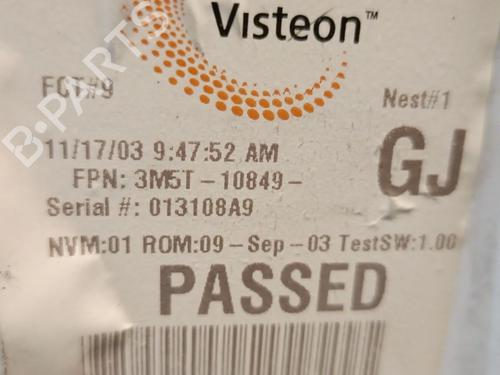 Visteon™
FCT#9
Nest#1
11/17/03 9:47:52 AM
GJ
FPN: 3M5T-10849-
Serial #: 013108A9
NVM:01 ROM:09-Sep-03 TestSW:1.00
PASSED
B-PARTS